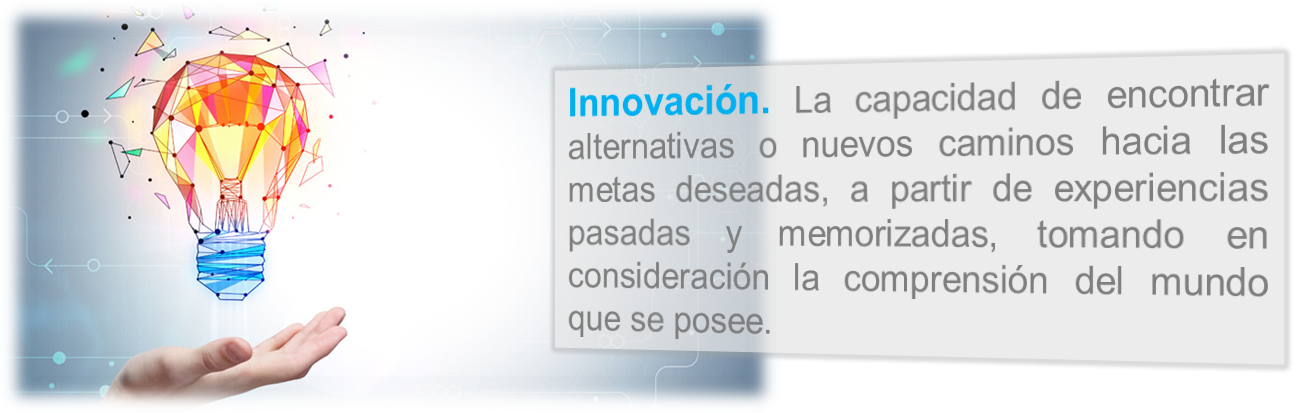 Innovación. La capacidad de encontrar
alternativas o nuevos caminos hacia las
metas deseadas, a partir de experiencias
pasadas y memorizadas, tomando en
consideración la comprensión del mundo
que se posee.